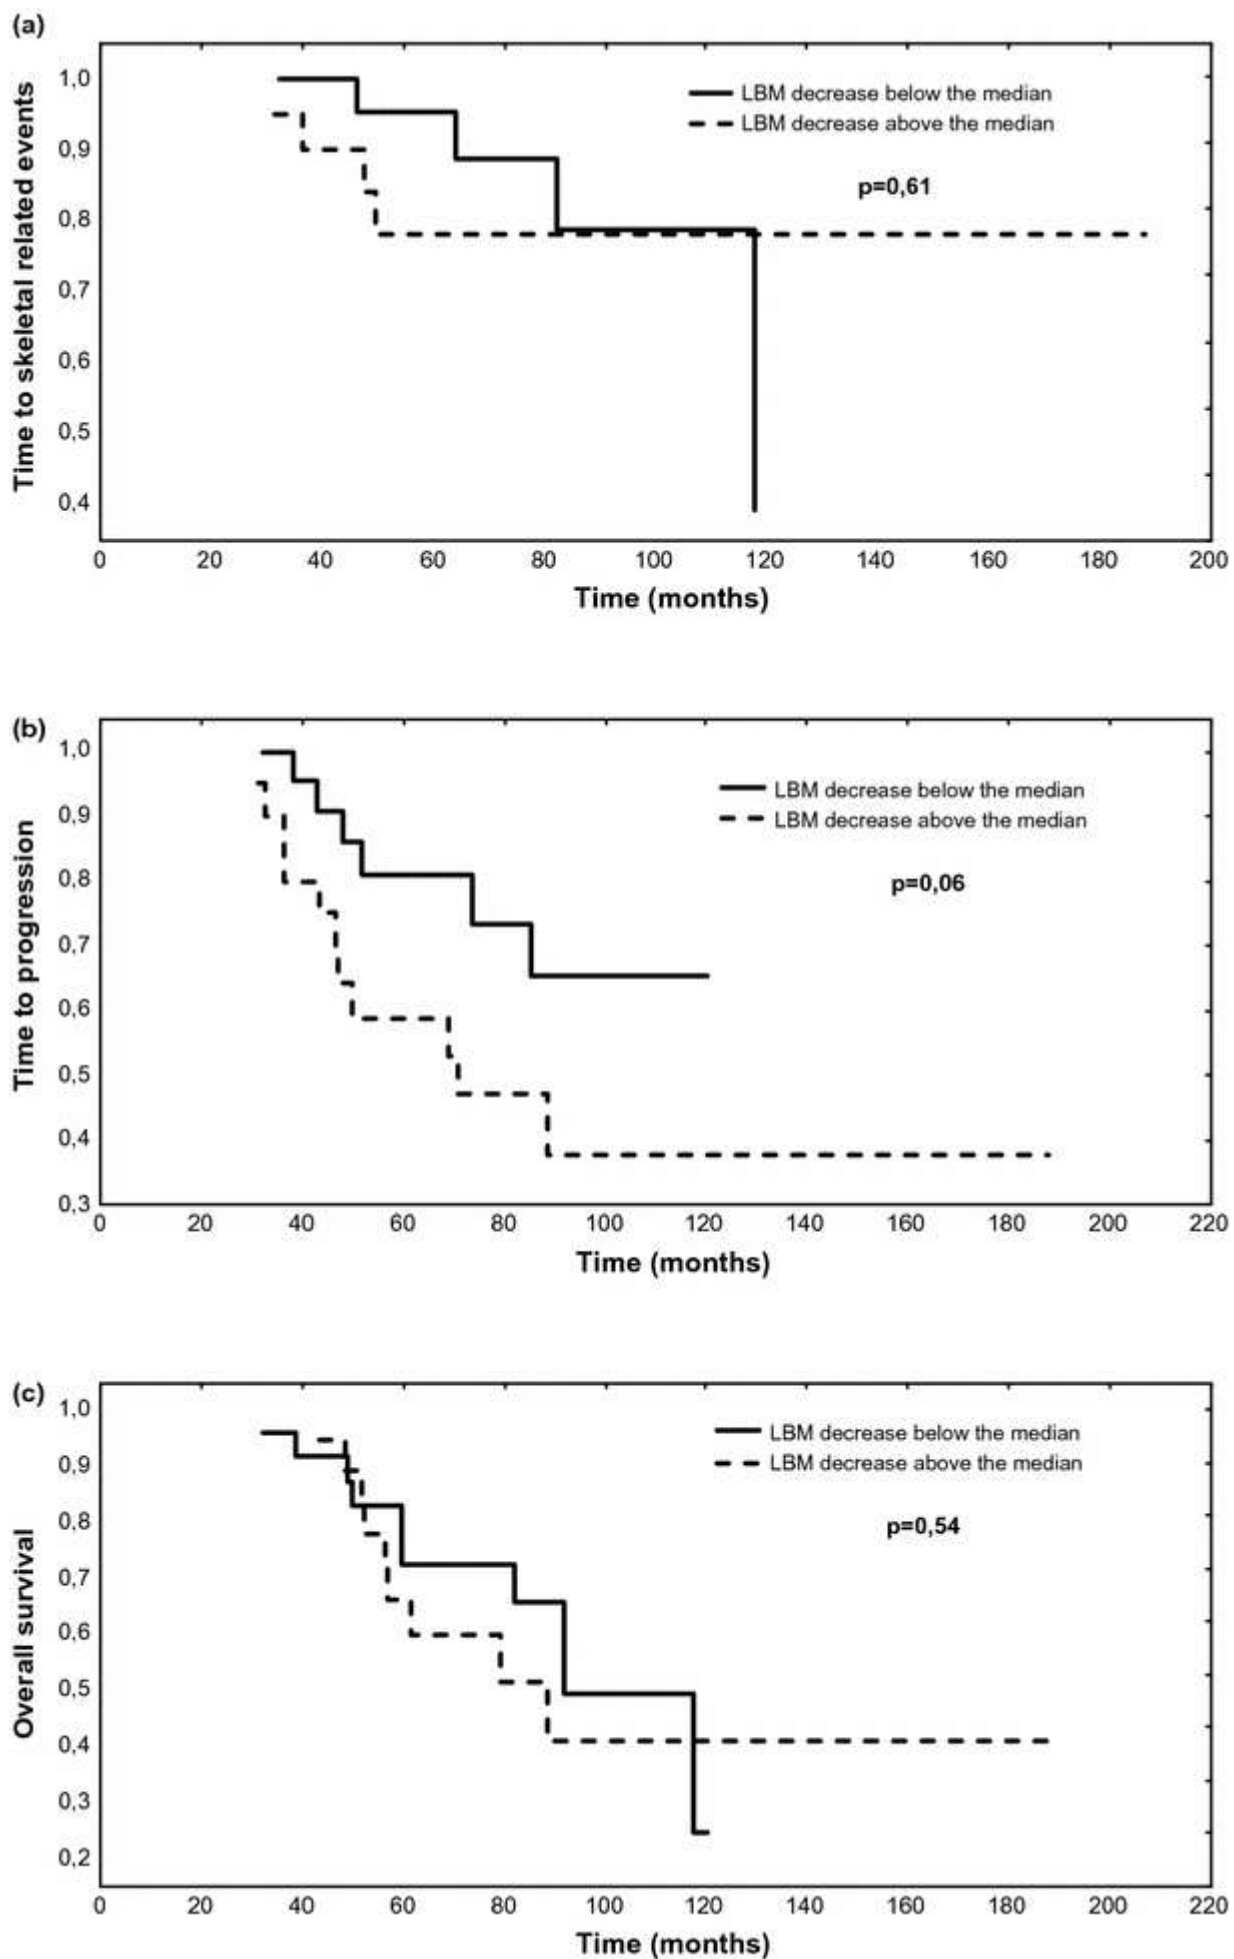 (a)
Time to skeletal related events
1,0
0,9
0,8
0,7
0,6
0,5
0,4
LBM decrease below the median
LBM decrease above the median
p=0,61
0 20 40 60 80 100 120 140 160 180 200
Time (months)
(b)
Time to progression
1,0
0,9
0,8
0,7
0,6
0,5
0,4
0,3
LBM decrease below the median
LBM decrease above the median
p=0,06
0 20 40 60 80 100 120 140 160 180 200 220
Time (months)
(c)
Overall survival
1,0
0,9
0,8
0,7
0,6
0,5
0,4
0,3
0,2
LBM decrease below the median
LBM decrease above the median
p=0,54
0 20 40 60 80 100 120 140 160 180 200 220
Time (months)